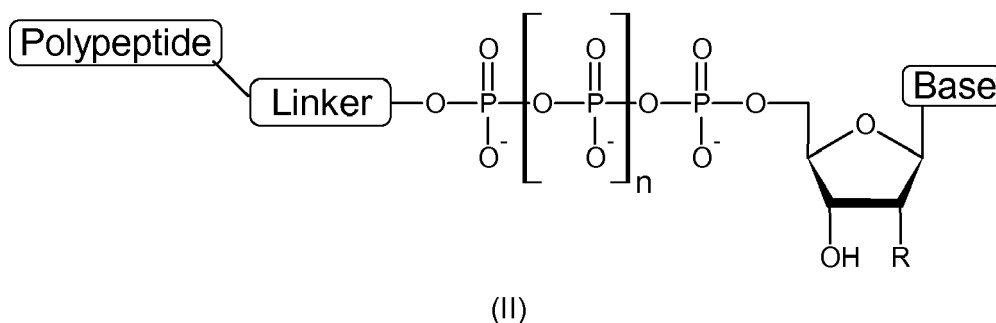 Polypeptide
Linker
O O O
O P O P O P O O Base
O- O- O-
n
OH R
(II)